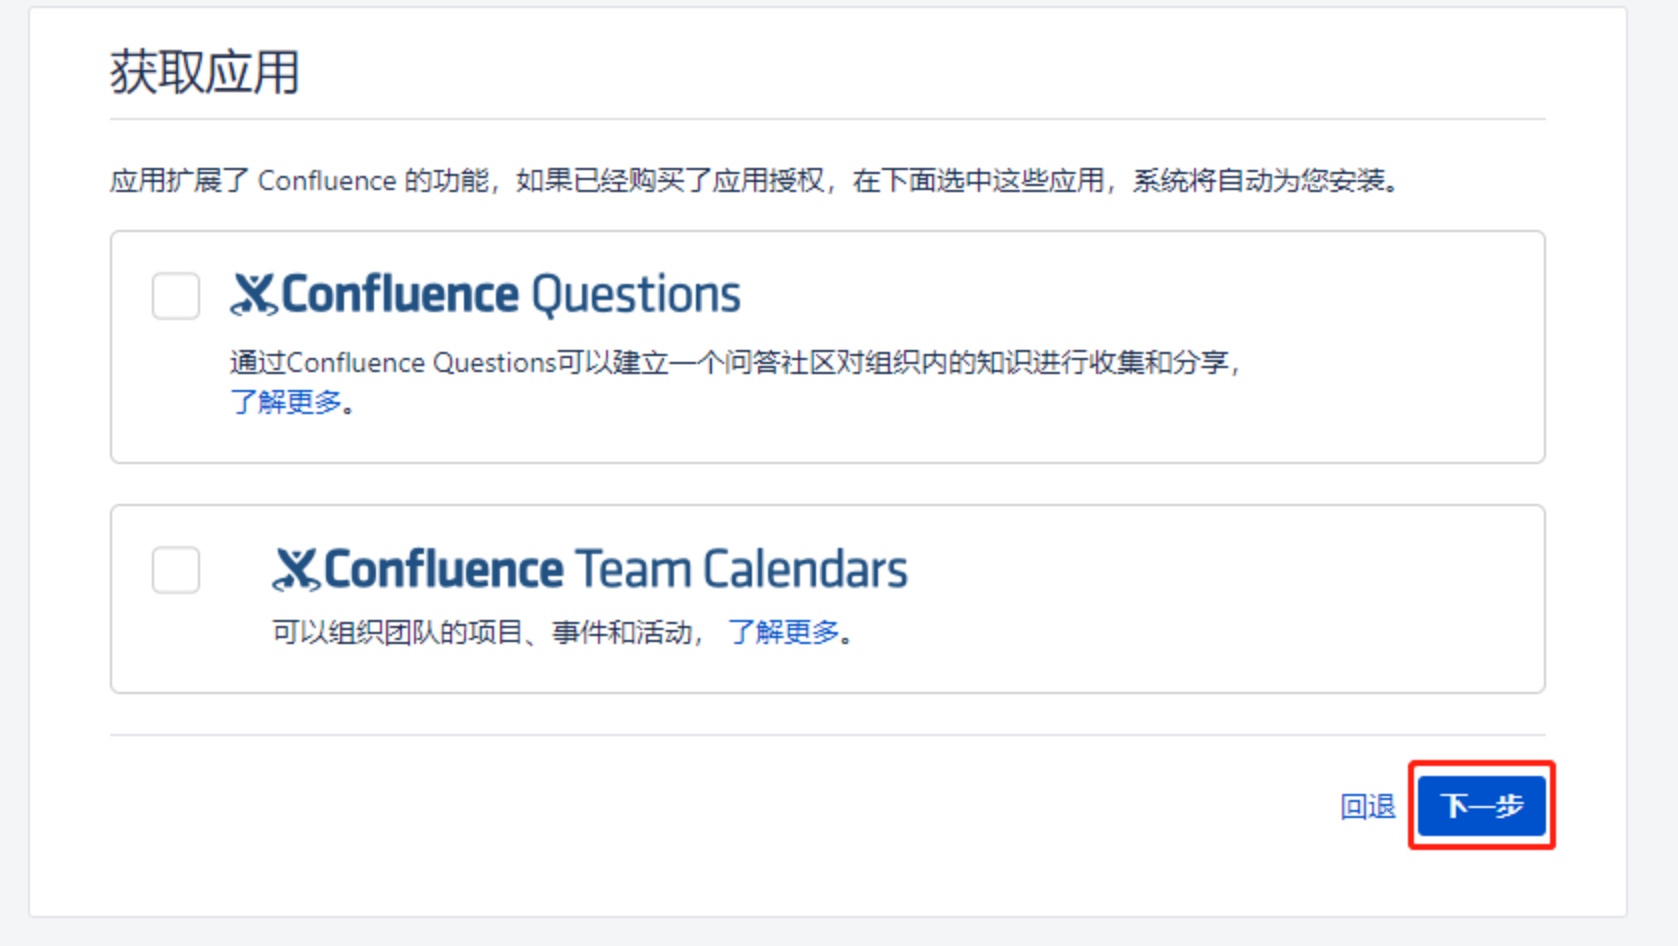 获取应用
应用扩展了 Confluence 的功能，如果已经购买了应用授权，在下面选中这些应用，系统将自动为您安装。
Confluence Questions
通过Confluence Questions可以建立一个问答社区对组织内的知识进行收集和分享，
了解更多。
Confluence Team Calendars
可以组织团队的项目、事件和活动， 了解更多。
回退 下一步